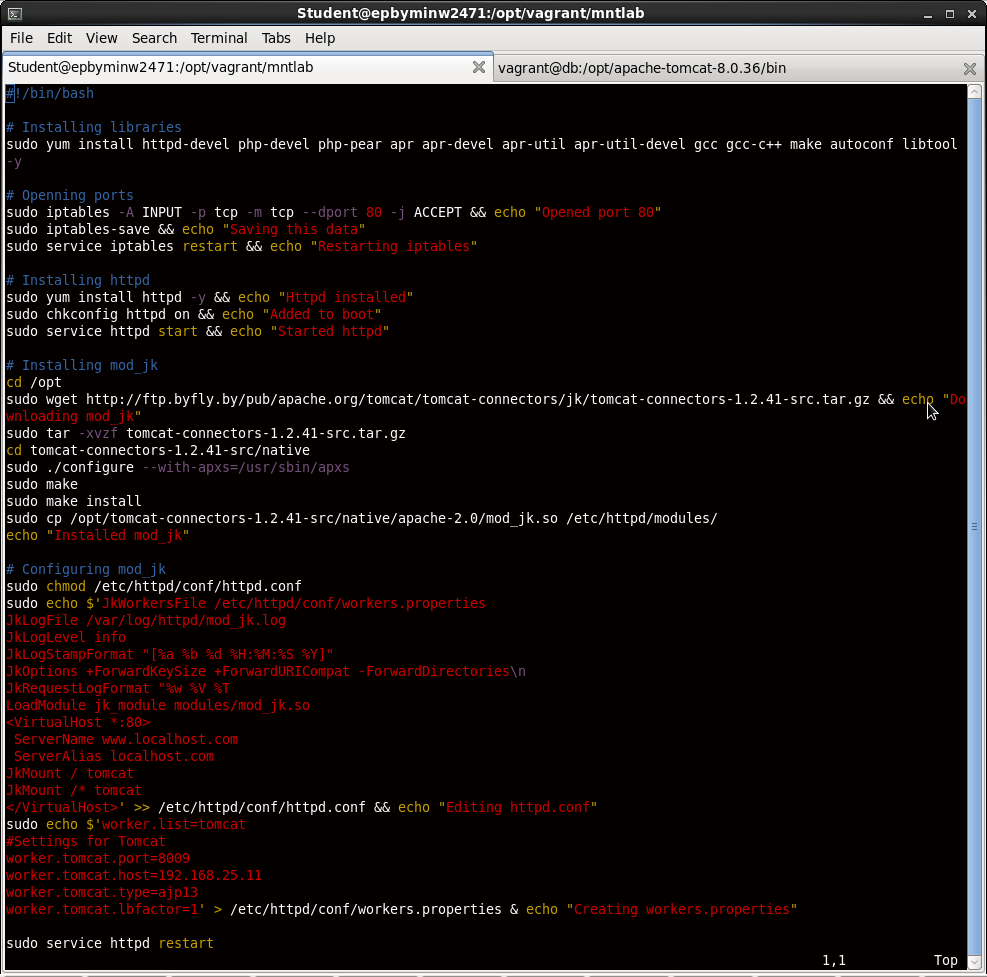 Student@epbyminw2471:/opt/vagrant/mntlab
File Edit View Search Terminal Tabs Help
Student@epbyminw2471:/opt/vagrant/mntlab
vagrant@db:/opt/apache-tomcat-8.0.36/bin
#!/bin/bash
# Installing libraries
sudo yum install httpd-devel php-devel php-pear apr apr-devel apr-util apr-util-devel gcc gcc-c++ make autoconf libtool
-y
# Openning ports
sudo iptables -A INPUT -p tcp -m tcp --dport 80 -j ACCEPT && echo "Opened port 80"
sudo iptables-save && echo "Saving this data"
sudo service iptables restart && echo "Restarting iptables"
# Installing httpd
sudo yum install httpd -y && echo "Httpd installed"
sudo chkconfig httpd on && echo "Added to boot"
sudo service httpd start && echo "Started httpd"
# Installing mod_jk
cd /opt
sudo wget http://ftp.byfly.by/pub/apache.org/tomcat/tomcat-connectors/jk/tomcat-connectors-1.2.41-src.tar.gz && echo "Do
wnloading mod_jk"
sudo tar -xvzf tomcat-connectors-1.2.41-src.tar.gz
cd tomcat-connectors-1.2.41-src/native
sudo ./configure --with-apxs=/usr/sbin/apxs
sudo make
sudo make install
sudo cp /opt/tomcat-connectors-1.2.41-src/native/apache-2.0/mod_jk.so /etc/httpd/modules/
echo "Installed mod_jk"
# Configuring mod_jk
sudo chmod /etc/httpd/conf/httpd.conf
sudo echo $'JkWorkersFile /etc/httpd/conf/workers.properties
JkLogFile /var/log/httpd/mod_jk.log
JkLogLevel info
JkLogStampFormat "[%a %b %d %H:%M:%S %Y]"
JkOptions +ForwardKeySize +ForwardURICompat -ForwardDirectories\n
JkRequestLogFormat "%w %V %T
LoadModule jk_module modules/mod_jk.so
<VirtualHost *:80>
ServerName www.localhost.com
ServerAlias localhost.com
JkMount / tomcat
JkMount /* tomcat
</VirtualHost>' >> /etc/httpd/conf/httpd.conf && echo "Editing httpd.conf"
sudo echo $'worker.list=tomcat
#Settings for Tomcat
worker.tomcat.port=8009
worker.tomcat.host=192.168.25.11
worker.tomcat.type=ajp13
worker.tomcat.lbfactor=1' > /etc/httpd/conf/workers.properties & echo "Creating workers.properties"
sudo service httpd restart
1,1 Top